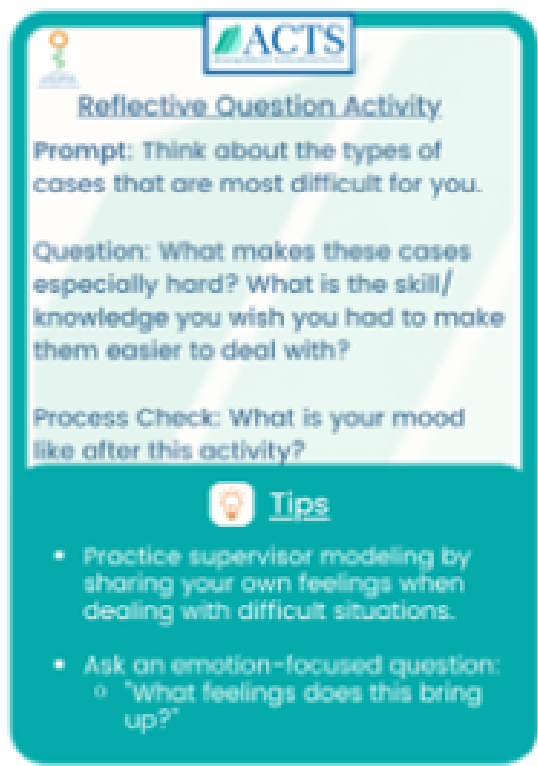 ACTS
Reflective Question Activity
Prompt: Think about the types of
cases that are most difficult for you.
Question: What makes these cases
especially hard? What is the skill/
knowledge you wish you had to make
them easier to deal with?
Process Check: What is your mood
like after this activity?
Tips
• Practice supervisor modeling by
sharing your own feelings when
dealing with difficult situations.
• Ask an emotion-focused question:
○ "What feelings does this bring
up?"